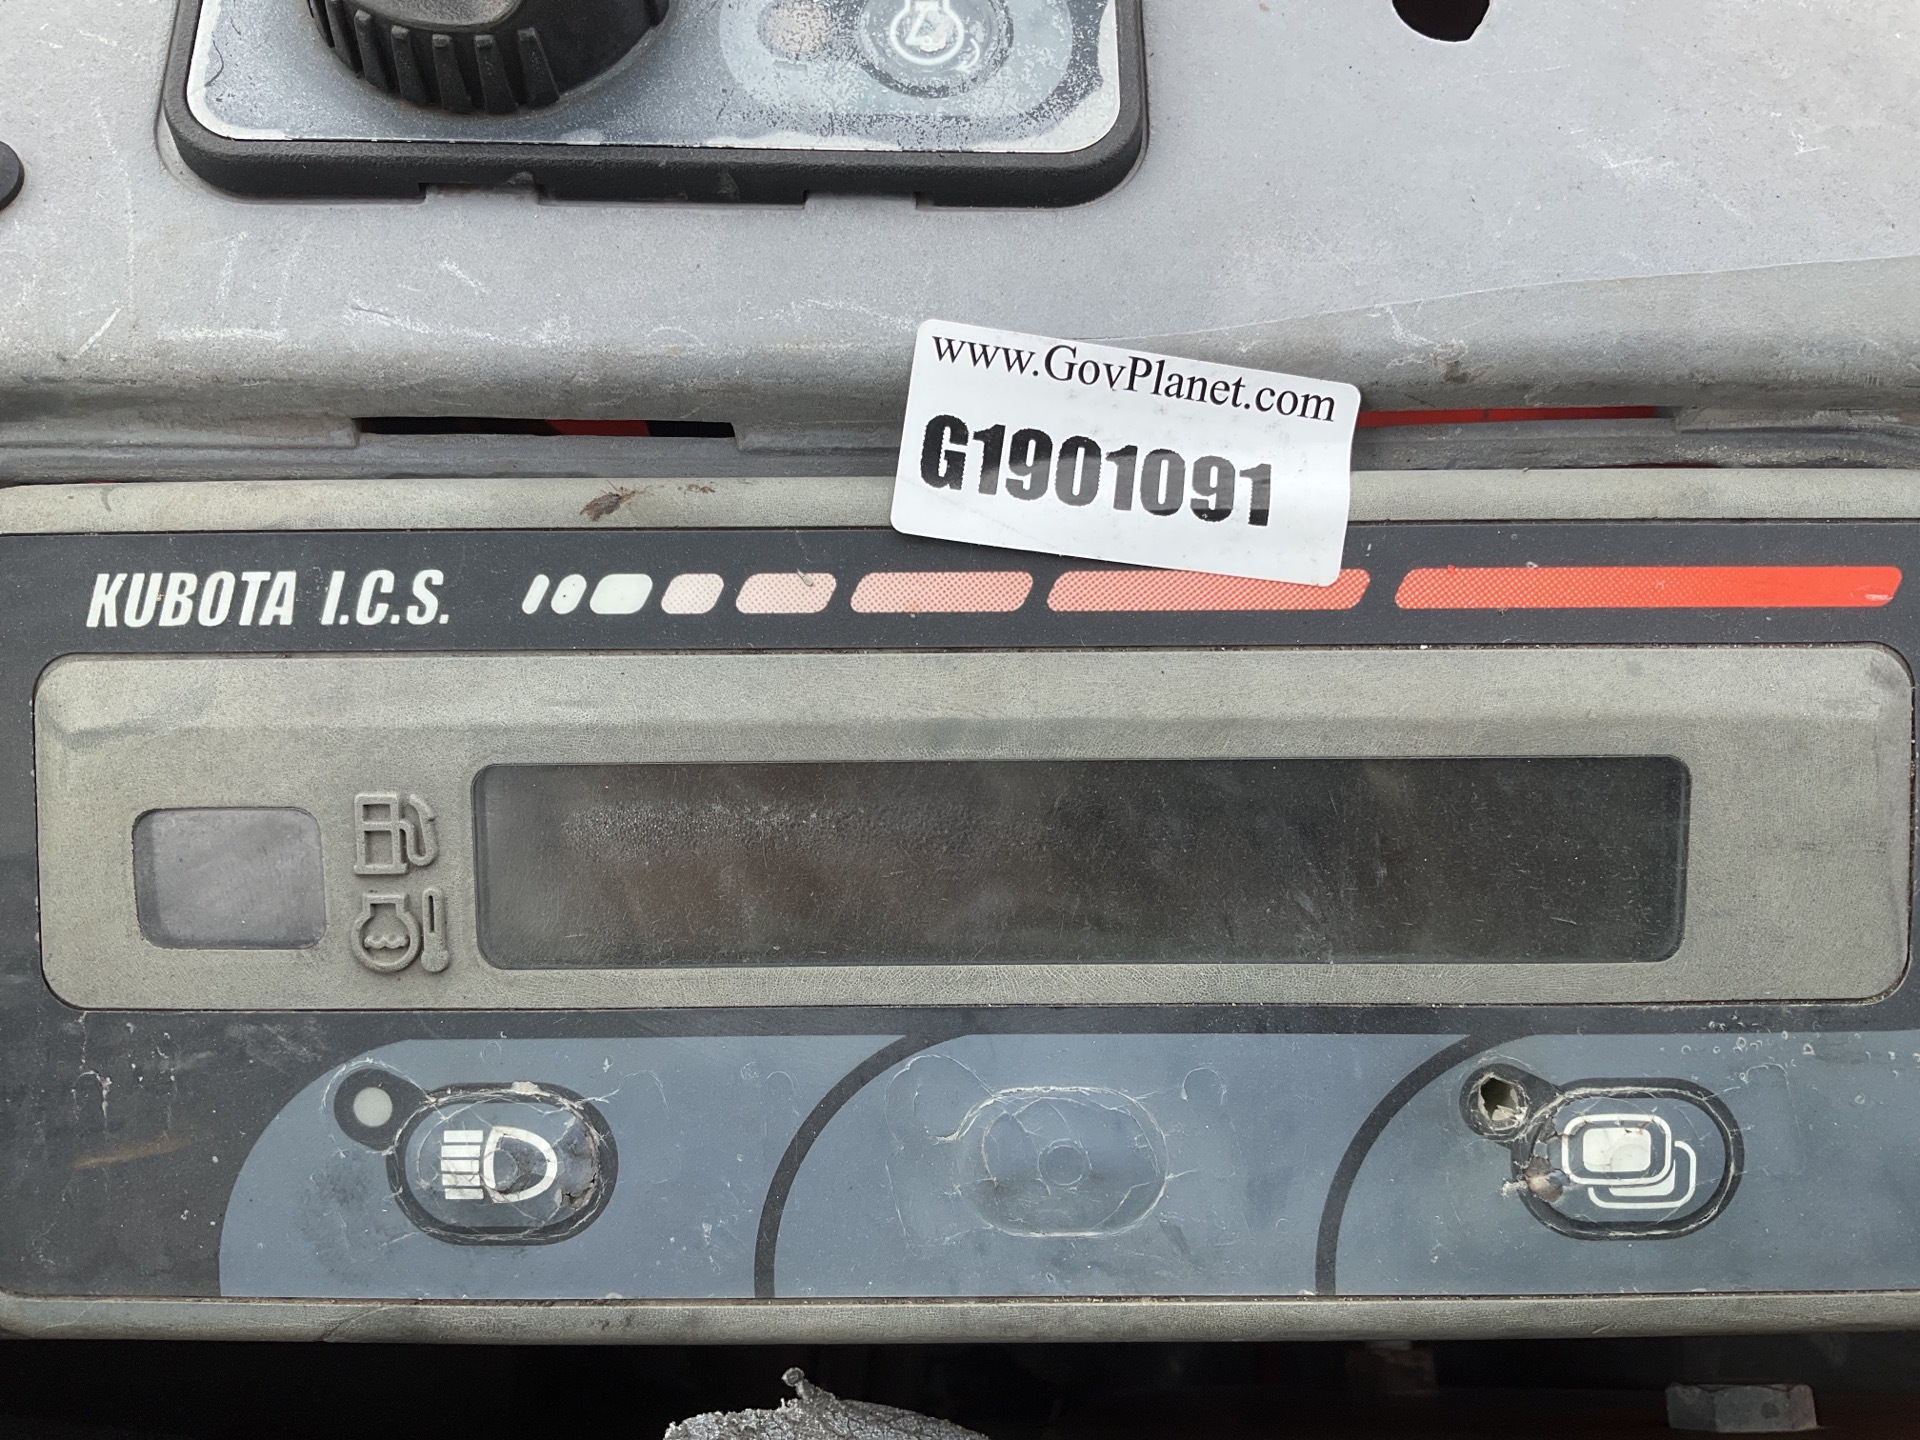 www.GovPlanet.com
G1901091
KUBOTA I.C.S.